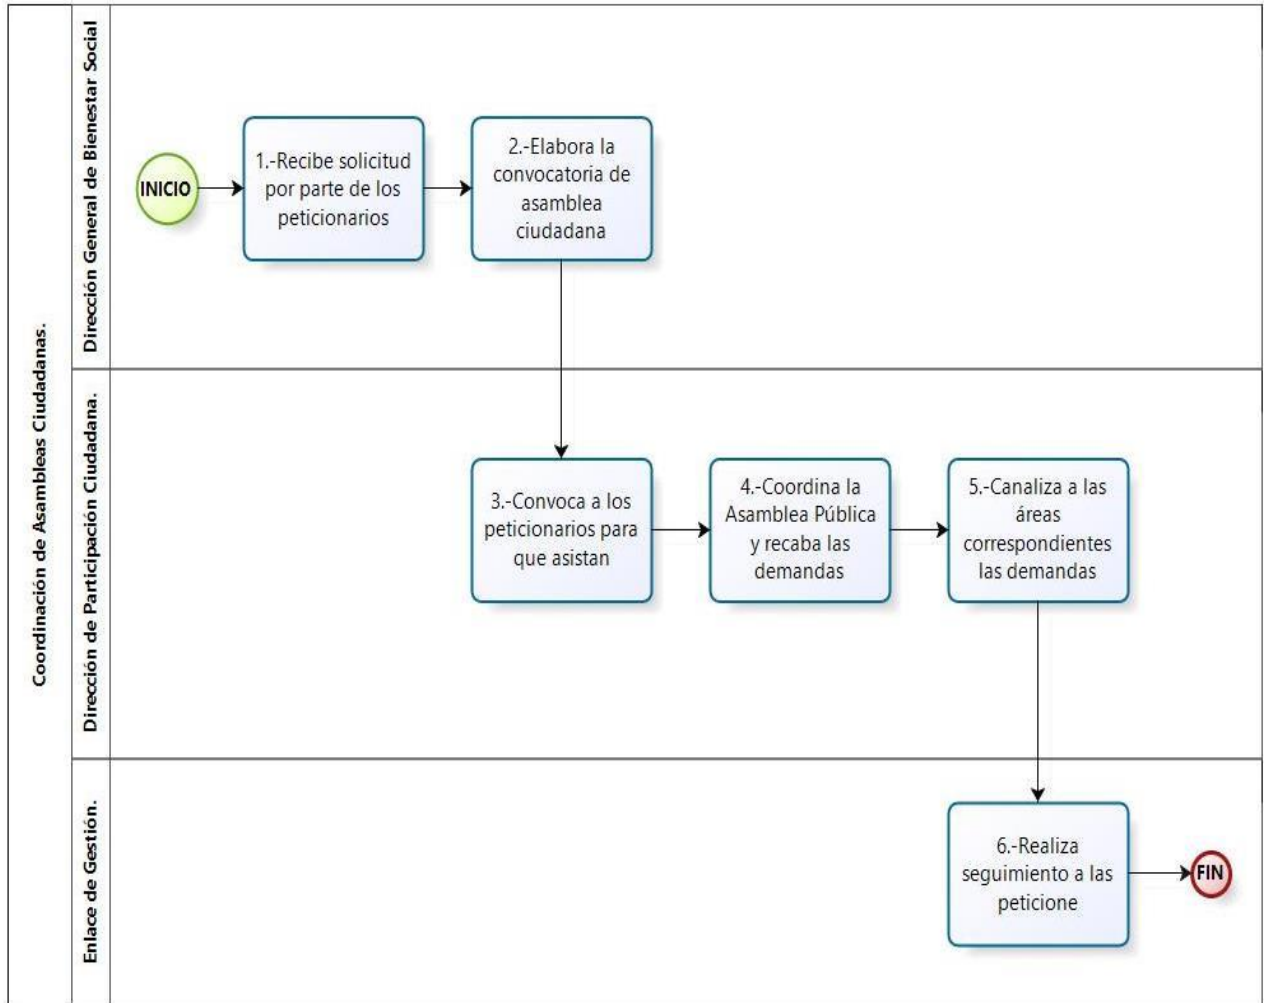 Coordinación de Asambleas Ciudadanas.
Dirección General de Bienestar Social
INICIO
1.-Recibe solicitud
por parte de los
peticionarios
2.-Elabora la
convocatoria de
asamblea
ciudadana
Dirección de Participación Ciudadana.
3.-Convoca a los
peticionarios para
que asistan
4.-Coordina la
Asamblea Pública
y recaba las
demandas
5.-Canaliza a las
áreas
correspondientes
las demandas
Enlace de Gestión.
6.-Realiza
seguimiento a las
peticione
FIN